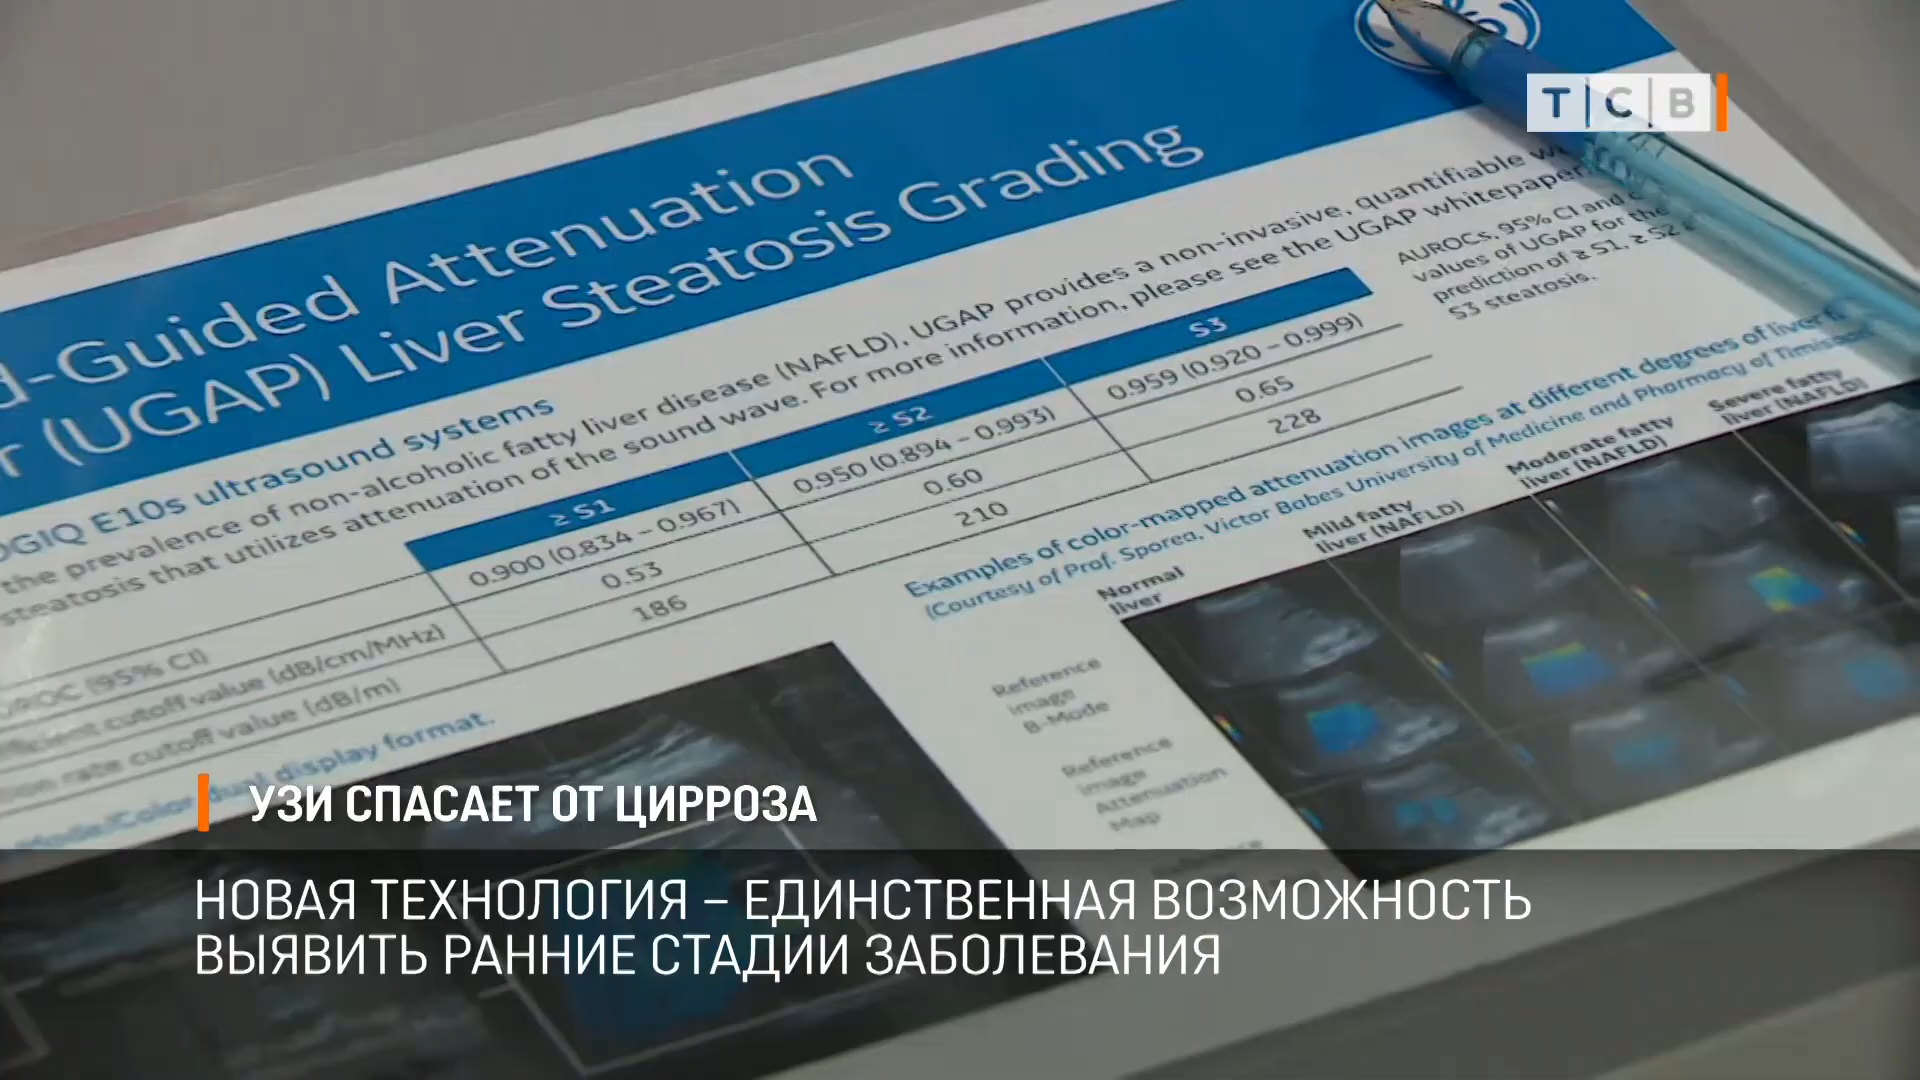 T|C|B
d-Guided Attenuation
r (UGAP) Liver Steatosis Grading
OGIQ E10s ultrasound systems
the prevalence of non-alcoholic fatty liver disease (NAFLD), UGAP provides a non-invasive, quantifiable
steatosis that utilizes attenuation of the sound wave. For more information, please see the UGAP whitepaper.
≥ S1 ≥ S2 S3
UROC (95% CI) 0.900 (0.834 – 0.967) 0.950 (0.894 – 0.993) 0.959 (0.920 – 0.999)
cutoff value (dB/cm/MHz) 0.53 0.60 0.65
rate cutoff value (dB/m) 186 210 228
AUROCs, 95% CI and
values of UGAP for the
prediction of ≥ S1, ≥ S2
S3 steatosis.
Mode/Color dual display format.
Examples of color-mapped attenuation images at different degrees of liver
(Courtesy of Prof. Sporea, Victor Babes University of Medicine and Pharmacy of
Normal
liver
Mild fatty
liver (NAFLD)
Moderate fatty
liver (NAFLD)
Severe fatty
liver (NAFLD)
Reference
image
B-Mode
Reference
image
Attenuation
Map
УЗИ СПАСАЕТ ОТ ЦИРРОЗА
НОВАЯ ТЕХНОЛОГИЯ – ЕДИНСТВЕННАЯ ВОЗМОЖНОСТЬ
ВЫЯВИТЬ РАННИЕ СТАДИИ ЗАБОЛЕВАНИЯ